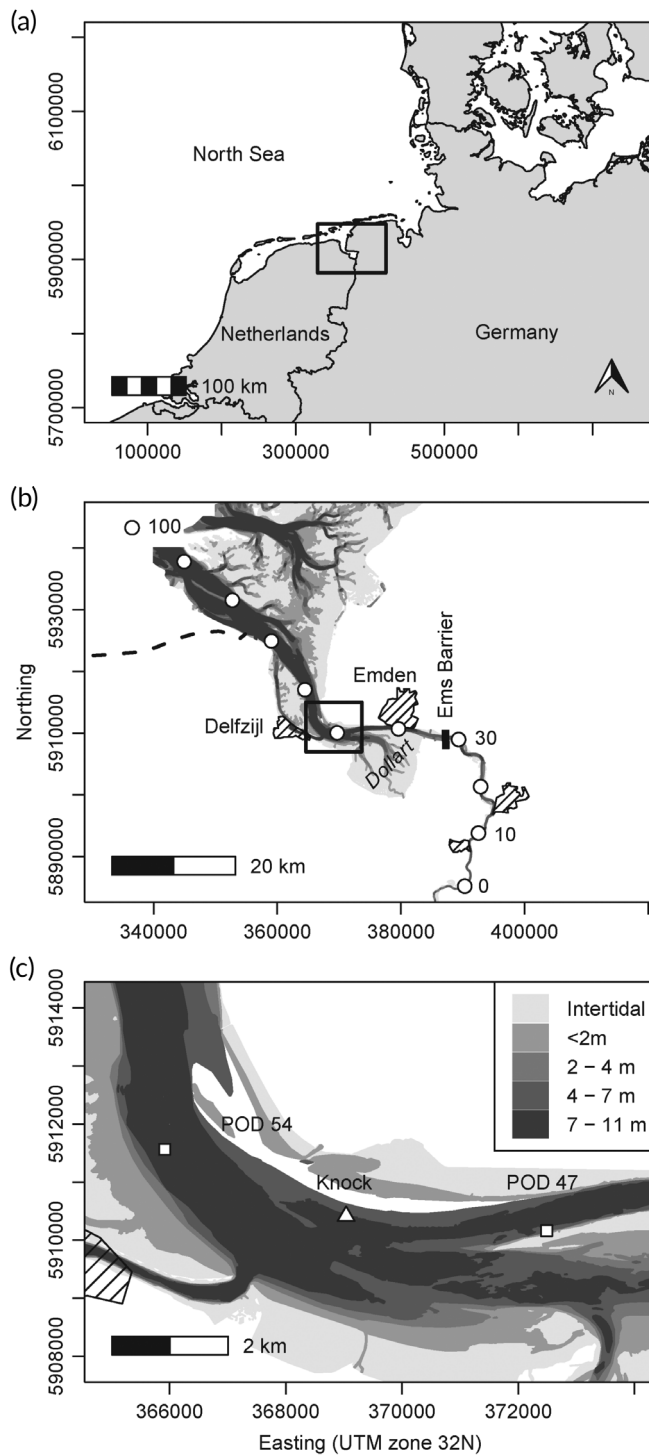 (a)
6100000
North Sea
5900000
Netherlands
Germany
100 km
N
5700000
100000
300000
500000
(b)
100
5930000
Northing
Emden
Ems Barrier
Delfzijl
5910000
Dollart
30
10
5890000
20 km
0
340000
360000
380000
400000
(c)
5914000
Intertidal
<2m
2 − 4 m
4 − 7 m
7 − 11 m
5912000
POD 54
Knock
POD 47
5910000
2 km
5908000
366000
368000
370000
372000
Easting (UTM zone 32N)